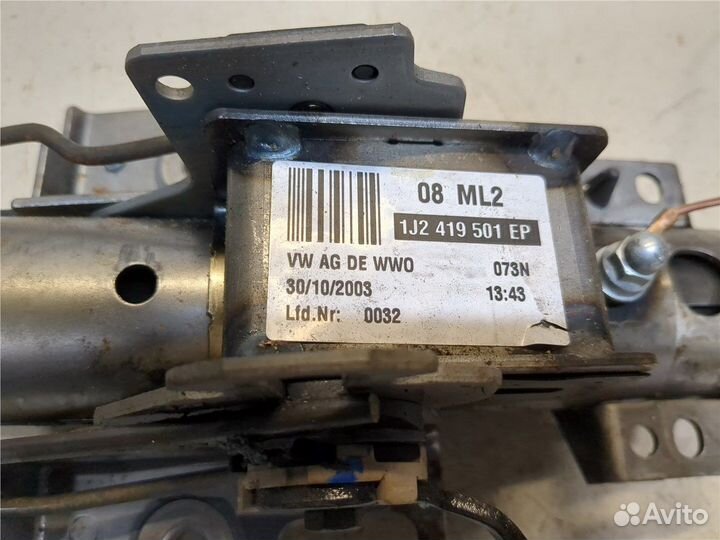 08 ML2
1J2 419 501 EP
VW AG DE WWO 073N
30/10/2003 13:43
Lfd.Nr: 0032
Avito